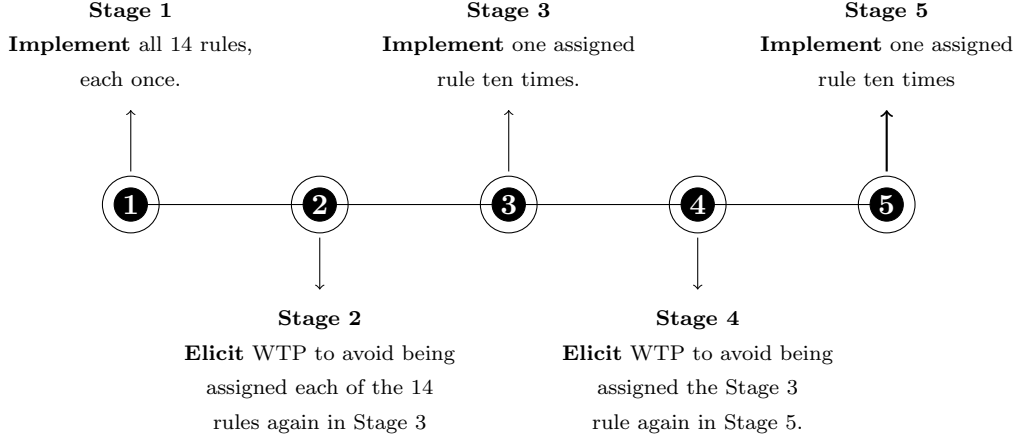 Stage 1
Implement all 14 rules,
each once.
Stage 3
Implement one assigned
rule ten times.
Stage 5
Implement one assigned
rule ten times
1
2
3
4
5
Stage 2
Elicit WTP to avoid being
assigned each of the 14
rules again in Stage 3
Stage 4
Elicit WTP to avoid being
assigned the Stage 3
rule again in Stage 5.